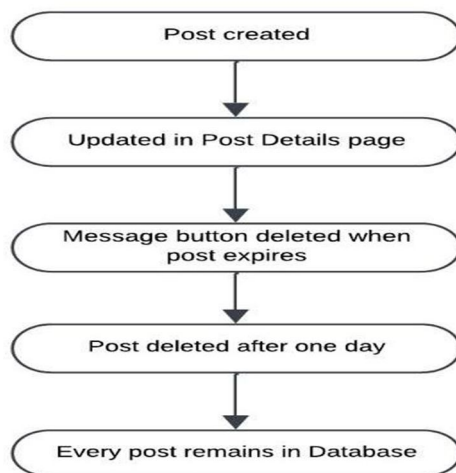 Post created
Updated in Post Details page
Message button deleted when
post expires
Post deleted after one day
Every post remains in Database